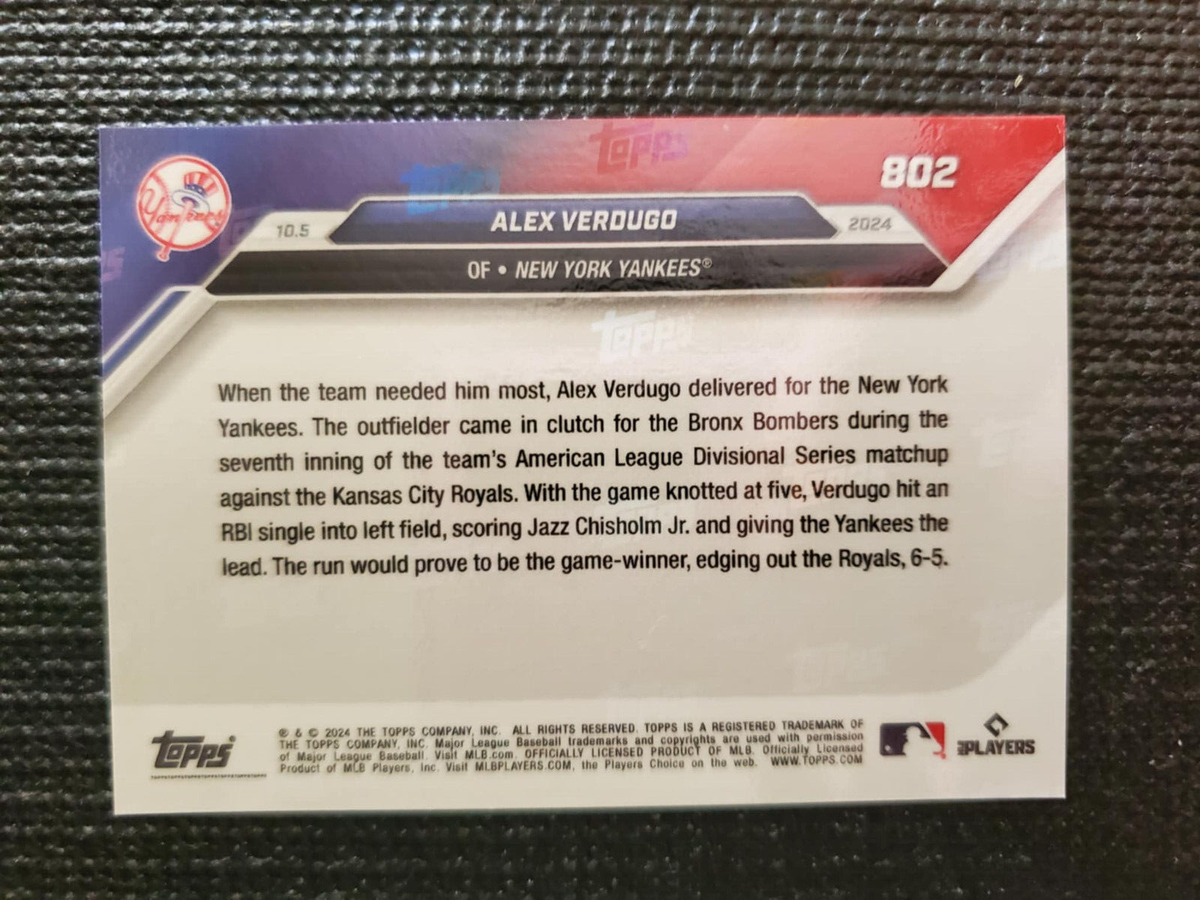 Topps
Topps
802
Yankees
10.5
ALEX VERDUGO
2024
OF • NEW YORK YANKEES®
Topps
When the team needed him most, Alex Verdugo delivered for the New York
Yankees. The outfielder came in clutch for the Bronx Bombers during the
seventh inning of the team's American League Divisional Series matchup
against the Kansas City Royals. With the game knotted at five, Verdugo hit an
RBI single into left field, scoring Jazz Chisholm Jr. and giving the Yankees the
lead. The run would prove to be the game-winner, edging out the Royals, 6-5.
Topps
topps
® & © 2024 THE TOPPS COMPANY, INC. ALL RIGHTS RESERVED. TOPPS IS A REGISTERED TRADEMARK OF
THE TOPPS COMPANY, INC. Major League Baseball trademarks and copyrights are used with permission
of Major League Baseball. Visit MLB.com. OFFICIALLY LICENSED PRODUCT OF MLB. Officially Licensed
Product of MLB Players, Inc. Visit MLBPLAYERS.COM, the Players Choice on the web. WWW.TOPPS.COM
PLAYERS